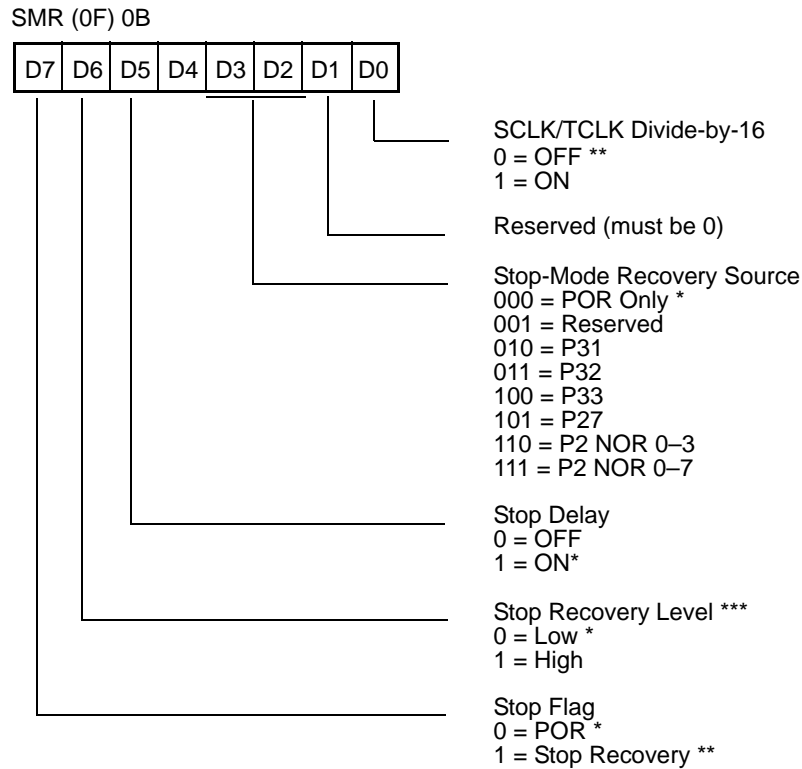 SMR (0F) 0B
D7 D6 D5 D4 D3 D2 D1 D0
SCLK/TCLK Divide-by-16
0 = OFF **
1 = ON
Reserved (must be 0)
Stop-Mode Recovery Source
000 = POR Only *
001 = Reserved
010 = P31
011 = P32
100 = P33
101 = P27
110 = P2 NOR 0–3
111 = P2 NOR 0–7
Stop Delay
0 = OFF
1 = ON*
Stop Recovery Level ***
0 = Low *
1 = High
Stop Flag
0 = POR *
1 = Stop Recovery **